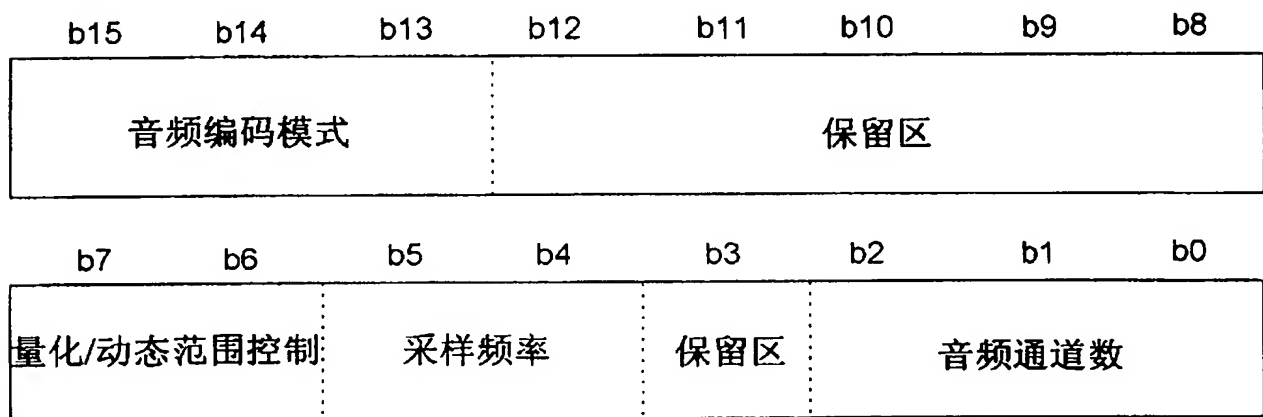 b15 b14 b13 b12 b11 b10 b9 b8
音频编码模式 保留区
b7 b6 b5 b4 b3 b2 b1 b0
量化/动态范围控制 采样频率 保留区 音频通道数